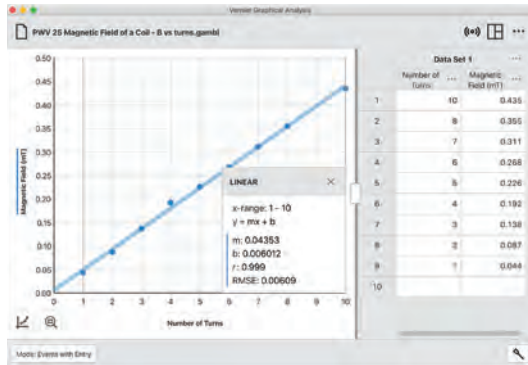 Vernier Graphical Analysis
PWV 25 Magnetic Field of a Coil - B vs turns.gambl
Magnetic Field (mT)
0.50
0.45
0.40
0.35
0.30
0.25
0.20
0.15
0.10
0.05
0.00
0 1 2 3 4 5 6 7 8 9 10
Number of Turns
LINEAR ×
x-range: 1 - 10
y = mx + b
m: 0.04353
b: 0.006012
r: 0.999
RMSE: 0.00609
Data Set 1 ...
Number of Turns ... Magnetic Field (mT) ...
1 10 0.435
2 8 0.355
3 7 0.311
4 6 0.268
5 5 0.226
6 4 0.192
7 3 0.138
8 2 0.087
9 1 0.044
10
Mode: Events with Entry